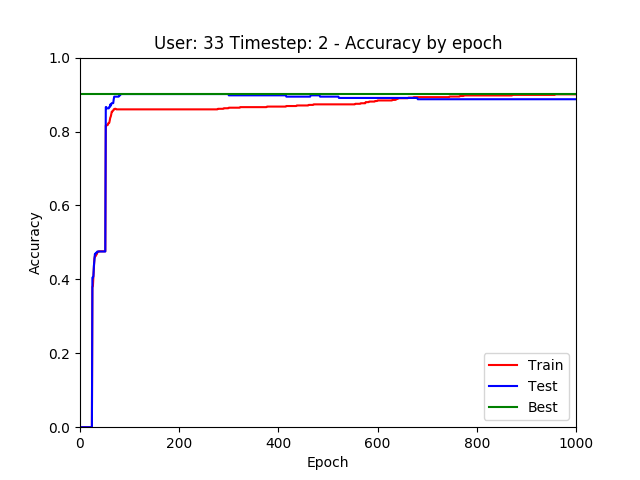 User: 33 Timestep: 2 - Accuracy by epoch
1.0
0.8
0.6
0.4
0.2
0.0
Accuracy
0 200 400 600 800 1000
Epoch
Train
Test
Best